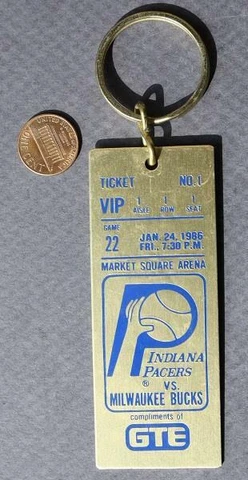 TICKET NO.1
VIP 1 1 1
AISLE ROW SEAT
GAME
22 JAN. 24, 1986
FRI., 7:30 P.M.
MARKET SQUARE ARENA
INDIANA
PACERS
®
VS.
MILWAUKEE BUCKS
compliments of
GTE